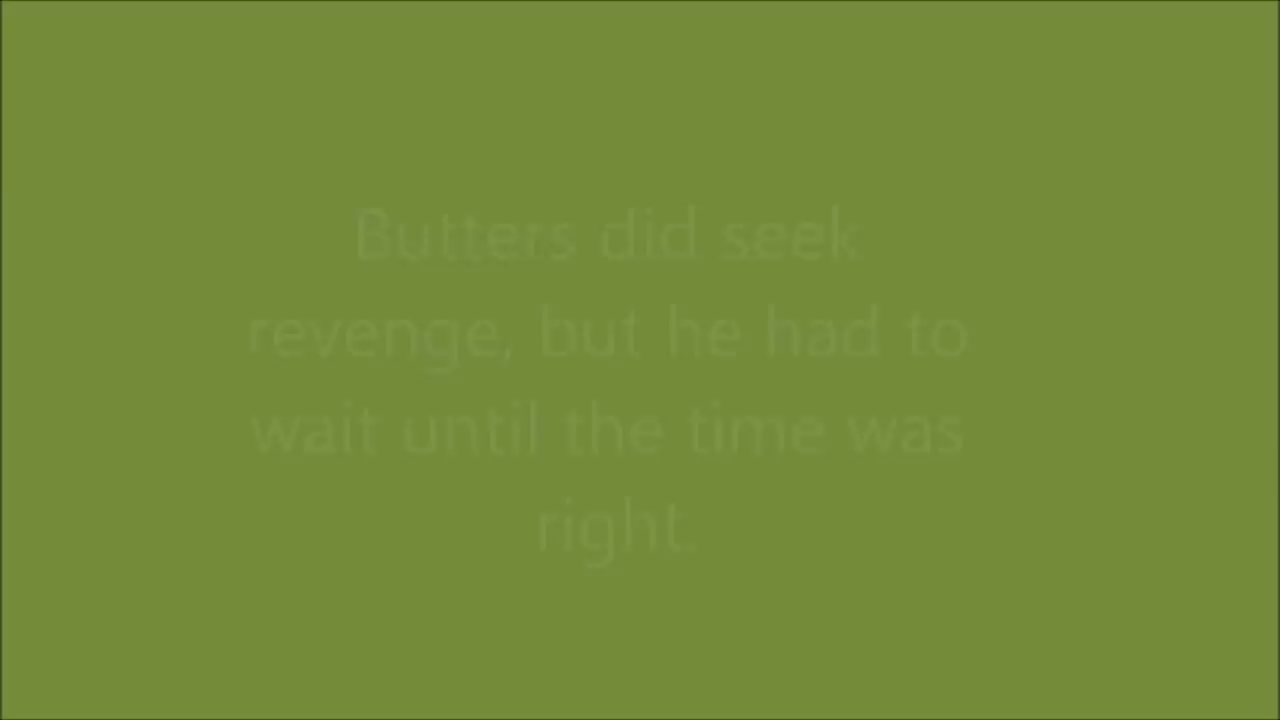 Butters did seek
revenge, but he had to
wait until the time was
right.